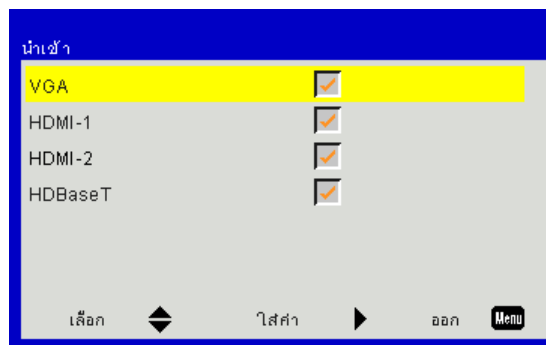 นำเข้า
VGA
HDMI-1
HDMI-2
HDBaseT
เลือก ใส่ค่า ออก Menu